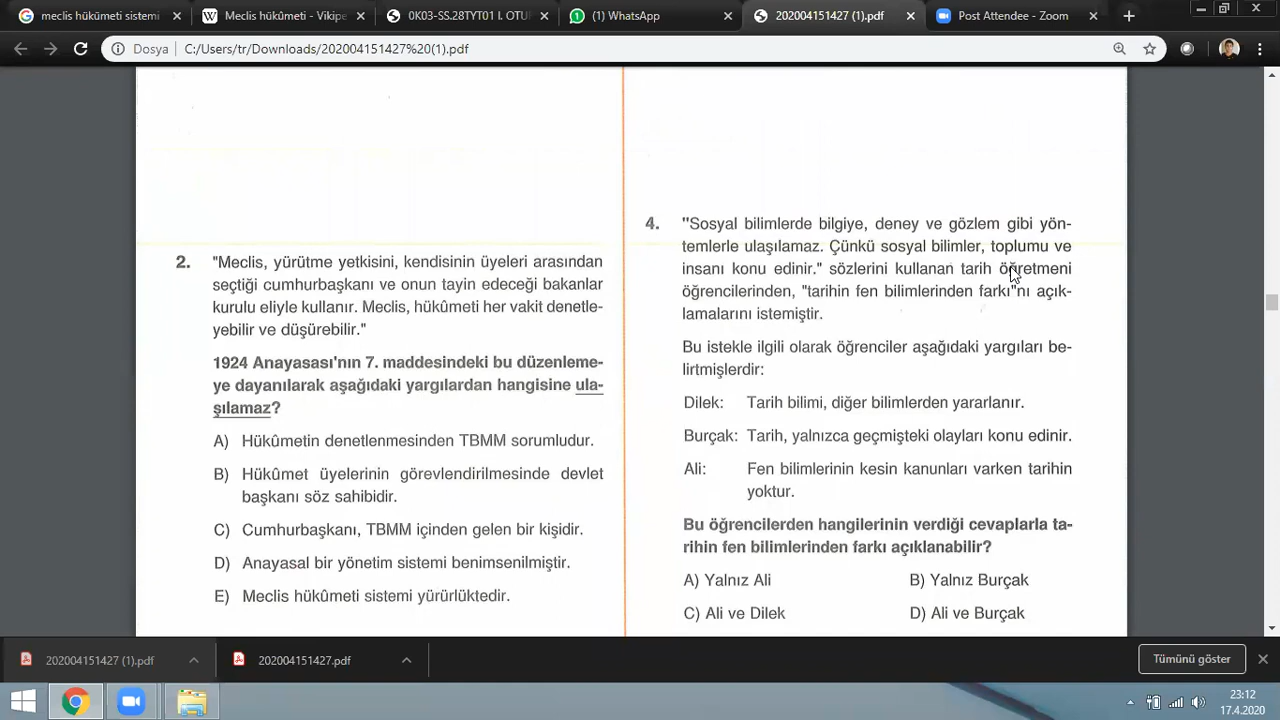 meclis hükümeti sistemi
Meclis hükûmeti - Vikipe
0K03-SS.28TYT01 I. OTUR
(1) WhatsApp
202004151427 (1).pdf
Post Attendee - Zoom
Dosya
C:/Users/tr/Downloads/202004151427%20(1).pdf
2. "Meclis, yürütme yetkisini, kendisinin üyeleri arasından
seçtiği cumhurbaşkanı ve onun tayin edeceği bakanlar
kurulu eliyle kullanır. Meclis, hükûmeti her vakit denetle-
yebilir ve düşürebilir."
1924 Anayasası'nın 7. maddesindeki bu düzenleme-
ye dayanılarak aşağıdaki yargılardan hangisine ula-
şılamaz?
A) Hükûmetin denetlenmesinden TBMM sorumludur.
B) Hükûmet üyelerinin görevlendirilmesinde devlet
başkanı söz sahibidir.
C) Cumhurbaşkanı, TBMM içinden gelen bir kişidir.
D) Anayasal bir yönetim sistemi benimsenilmiştir.
E) Meclis hükûmeti sistemi yürürlüktedir.
4. "Sosyal bilimlerde bilgiye, deney ve gözlem gibi yön-
temlerle ulaşılamaz. Çünkü sosyal bilimler, toplumu ve
insanı konu edinir." sözlerini kullanan tarih öğretmeni
öğrencilerinden, "tarihin fen bilimlerinden farkı"nı açık-
lamalarını istemiştir.
Bu istekle ilgili olarak öğrenciler aşağıdaki yargıları be-
lirtmişlerdir:
Dilek: Tarih bilimi, diğer bilimlerden yararlanır.
Burçak: Tarih, yalnızca geçmişteki olayları konu edinir.
Ali: Fen bilimlerinin kesin kanunları varken tarihin
yoktur.
Bu öğrencilerden hangilerinin verdiği cevaplarla ta-
rihin fen bilimlerinden farkı açıklanabilir?
A) Yalnız Ali B) Yalnız Burçak
C) Ali ve Dilek D) Ali ve Burçak
202004151427 (1).pdf
202004151427.pdf
Tümünü göster
23:12
17.4.2020